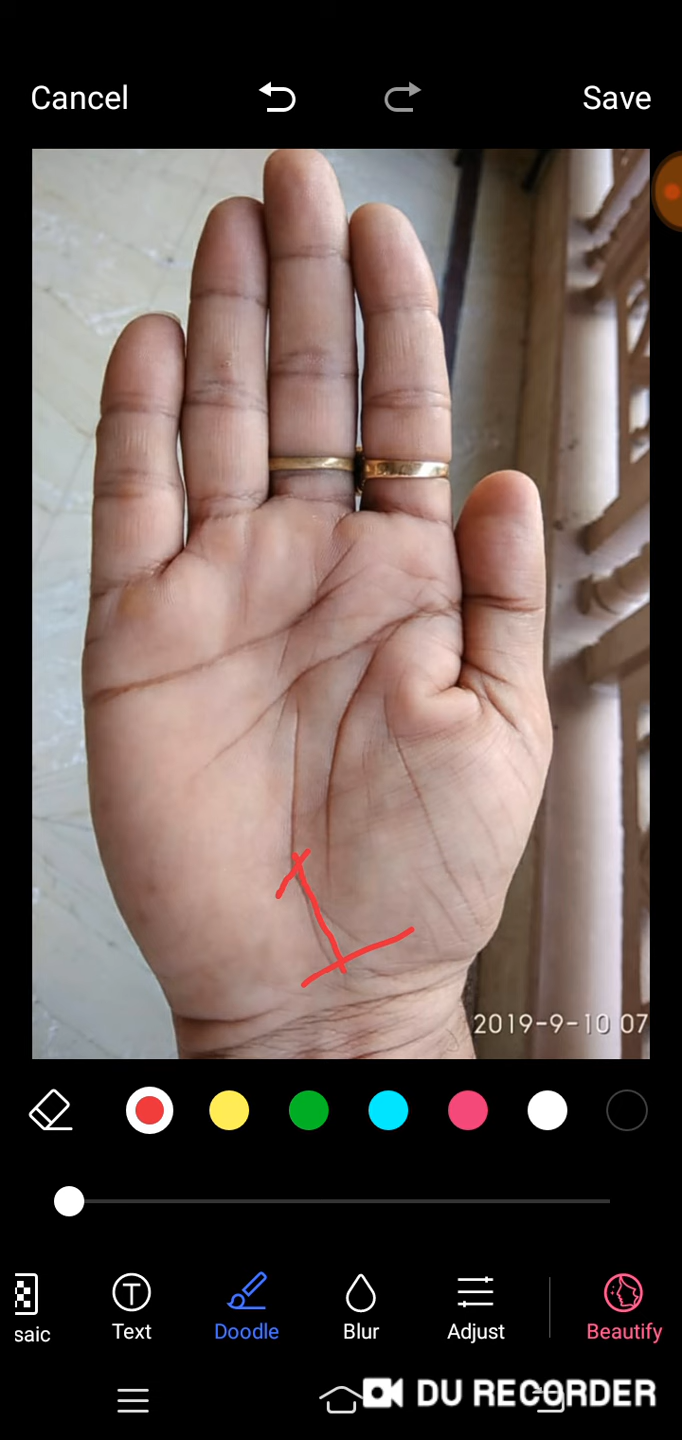 Cancel
Save
2019-9-10 07
saic
Text
Doodle
Blur
Adjust
Beautify
DU RECORDER